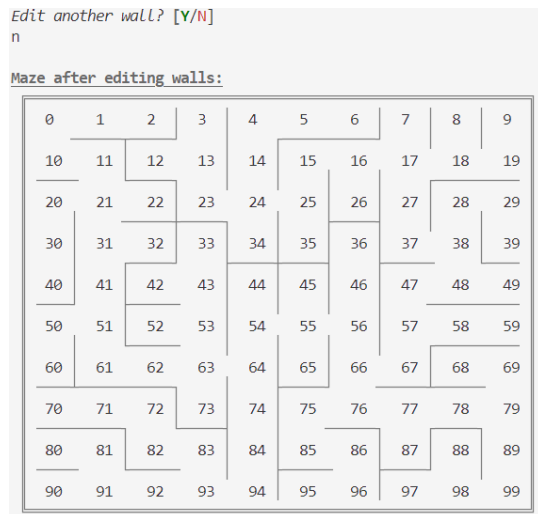 Edit another wall? [Y/N]
n
Maze after editing walls:
0 1 2 3 4 5 6 7 8 9
10 11 12 13 14 15 16 17 18 19
20 21 22 23 24 25 26 27 28 29
30 31 32 33 34 35 36 37 38 39
40 41 42 43 44 45 46 47 48 49
50 51 52 53 54 55 56 57 58 59
60 61 62 63 64 65 66 67 68 69
70 71 72 73 74 75 76 77 78 79
80 81 82 83 84 85 86 87 88 89
90 91 92 93 94 95 96 97 98 99